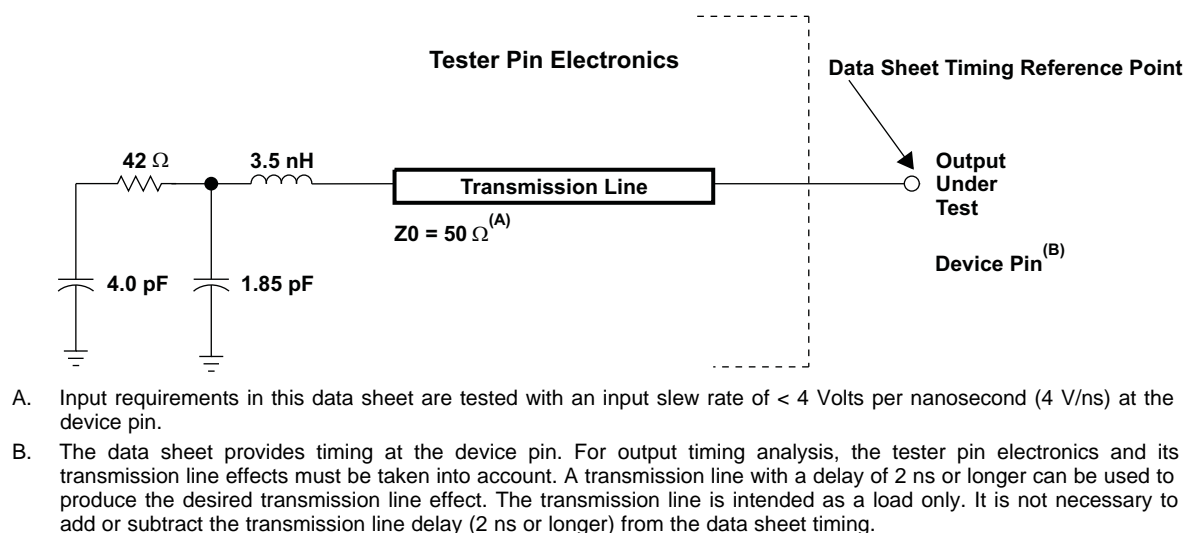 Tester Pin Electronics
Data Sheet Timing Reference Point
42 Ω
3.5 nH
Transmission Line
Output
Under
Test
Z0 = 50 Ω(A)
Device Pin(B)
4.0 pF
1.85 pF
A. Input requirements in this data sheet are tested with an input slew rate of < 4 Volts per nanosecond (4 V/ns) at the
device pin.
B. The data sheet provides timing at the device pin. For output timing analysis, the tester pin electronics and its
transmission line effects must be taken into account. A transmission line with a delay of 2 ns or longer can be used to
produce the desired transmission line effect. The transmission line is intended as a load only. It is not necessary to
add or subtract the transmission line delay (2 ns or longer) from the data sheet timing.